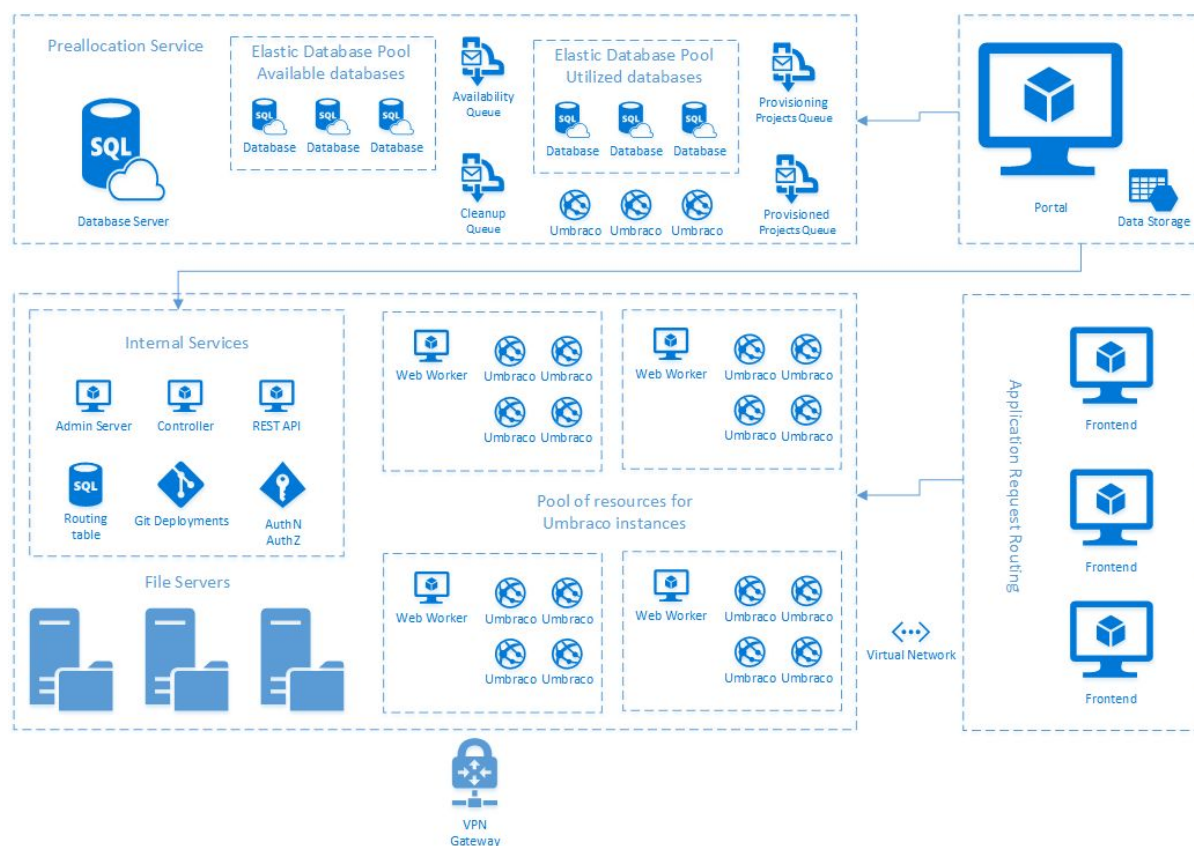 Preallocation Service
Database Server
Elastic Database Pool
Available databases
Database Database Database
Availability
Queue
Cleanup
Queue
Elastic Database Pool
Utilized databases
Database Database Database
Umbraco Umbraco Umbraco
Provisioning
Projects Queue
Provisioned
Projects Queue
SQL
SQL SQL SQL
SQL SQL SQL
Portal
Data Storage
Internal Services
Admin Server Controller REST API
SQL
Routing
table
Git Deployments
AuthN
AuthZ
File Servers
Web Worker
Umbraco Umbraco
Umbraco Umbraco
Web Worker
Umbraco Umbraco
Umbraco Umbraco
Pool of resources for
Umbraco instances
Web Worker
Umbraco Umbraco
Umbraco Umbraco
Web Worker
Umbraco Umbraco
Umbraco Umbraco
Virtual Network
Application Request Routing
Frontend
Frontend
Frontend
VPN
Gateway